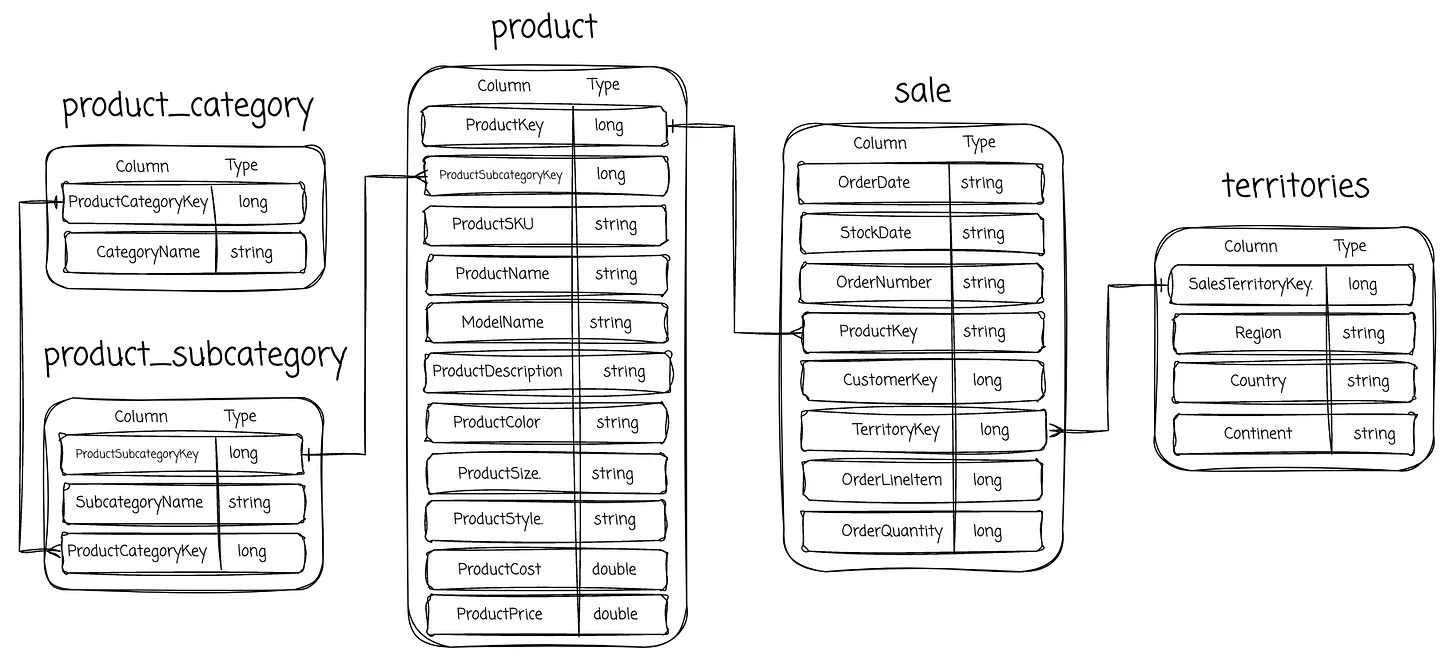 product_category
Column Type
ProductCategoryKey long
CategoryName string
product_subcategory
Column Type
ProductSubcategoryKey long
SubcategoryName string
ProductCategoryKey long
product
Column Type
ProductKey long
ProductSubcategoryKey long
ProductSKU string
ProductName string
ModelName string
ProductDescription string
ProductColor string
ProductSize. string
ProductStyle. string
ProductCost double
ProductPrice double
sale
Column Type
OrderDate string
StockDate string
OrderNumber string
ProductKey string
CustomerKey long
TerritoryKey long
OrderLineItem long
OrderQuantity long
territories
Column Type
SalesTerritoryKey. long
Region string
Country string
Continent string